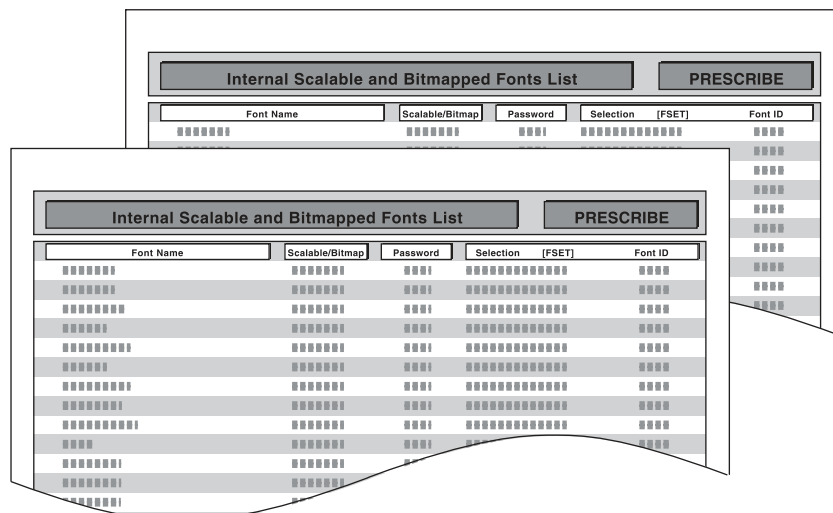 Internal Scalable and Bitmapped Fonts List PRESCRIBE
Font Name Scalable/Bitmap Password Selection [FSET] Font ID
Internal Scalable and Bitmapped Fonts List PRESCRIBE
Font Name Scalable/Bitmap Password Selection [FSET] Font ID